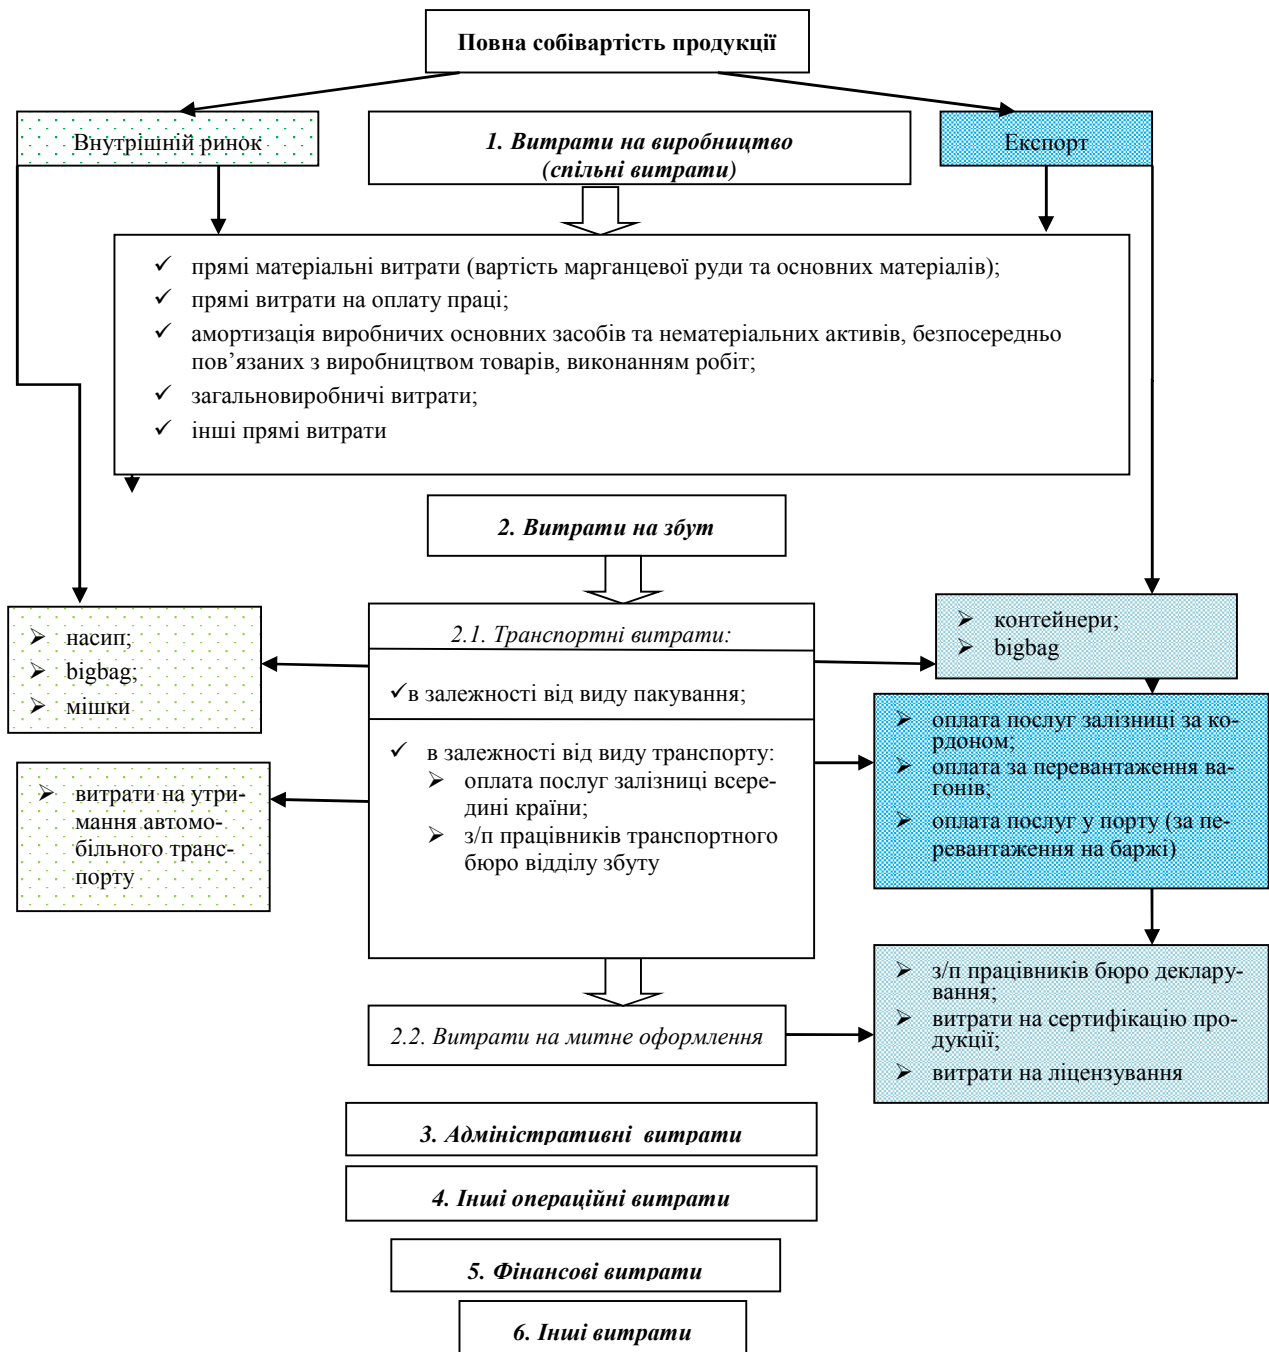 Повна собівартість продукції
Внутрішній ринок
1. Витрати на виробництво
(спільні витрати)
Експорт
✓ прямі матеріальні витрати (вартість марганцевої руди та основних матеріалів);
✓ прямі витрати на оплату праці;
✓ амортизація виробничих основних засобів та нематеріальних активів, безпосередньо
пов’язаних з виробництвом товарів, виконанням робіт;
✓ загальновиробничі витрати;
✓ інші прямі витрати
2. Витрати на збут
➢ насип;
➢ bigbag;
➢ мішки
2.1. Транспортні витрати:
✓в залежності від виду пакування;
➢ контейнери;
➢ bigbag
➢ витрати на утри-
мання автомо-
більного транс-
порту
✓ в залежності від виду транспорту:
➢ оплата послуг залізниці всере-
дині країни;
➢ з/п працівників транспортного
бюро відділу збуту
➢ оплата послуг залізниці за ко-
рдоном;
➢ оплата за перевантаження ва-
гонів;
➢ оплата послуг у порту (за пе-
ревантаження на баржі)
2.2. Витрати на митне оформлення
➢ з/п працівників бюро деклару-
вання;
➢ витрати на сертифікацію про-
дукції;
➢ витрати на ліцензування
3. Адміністративні витрати
4. Інші операційні витрати
5. Фінансові витрати
6. Інші витрати